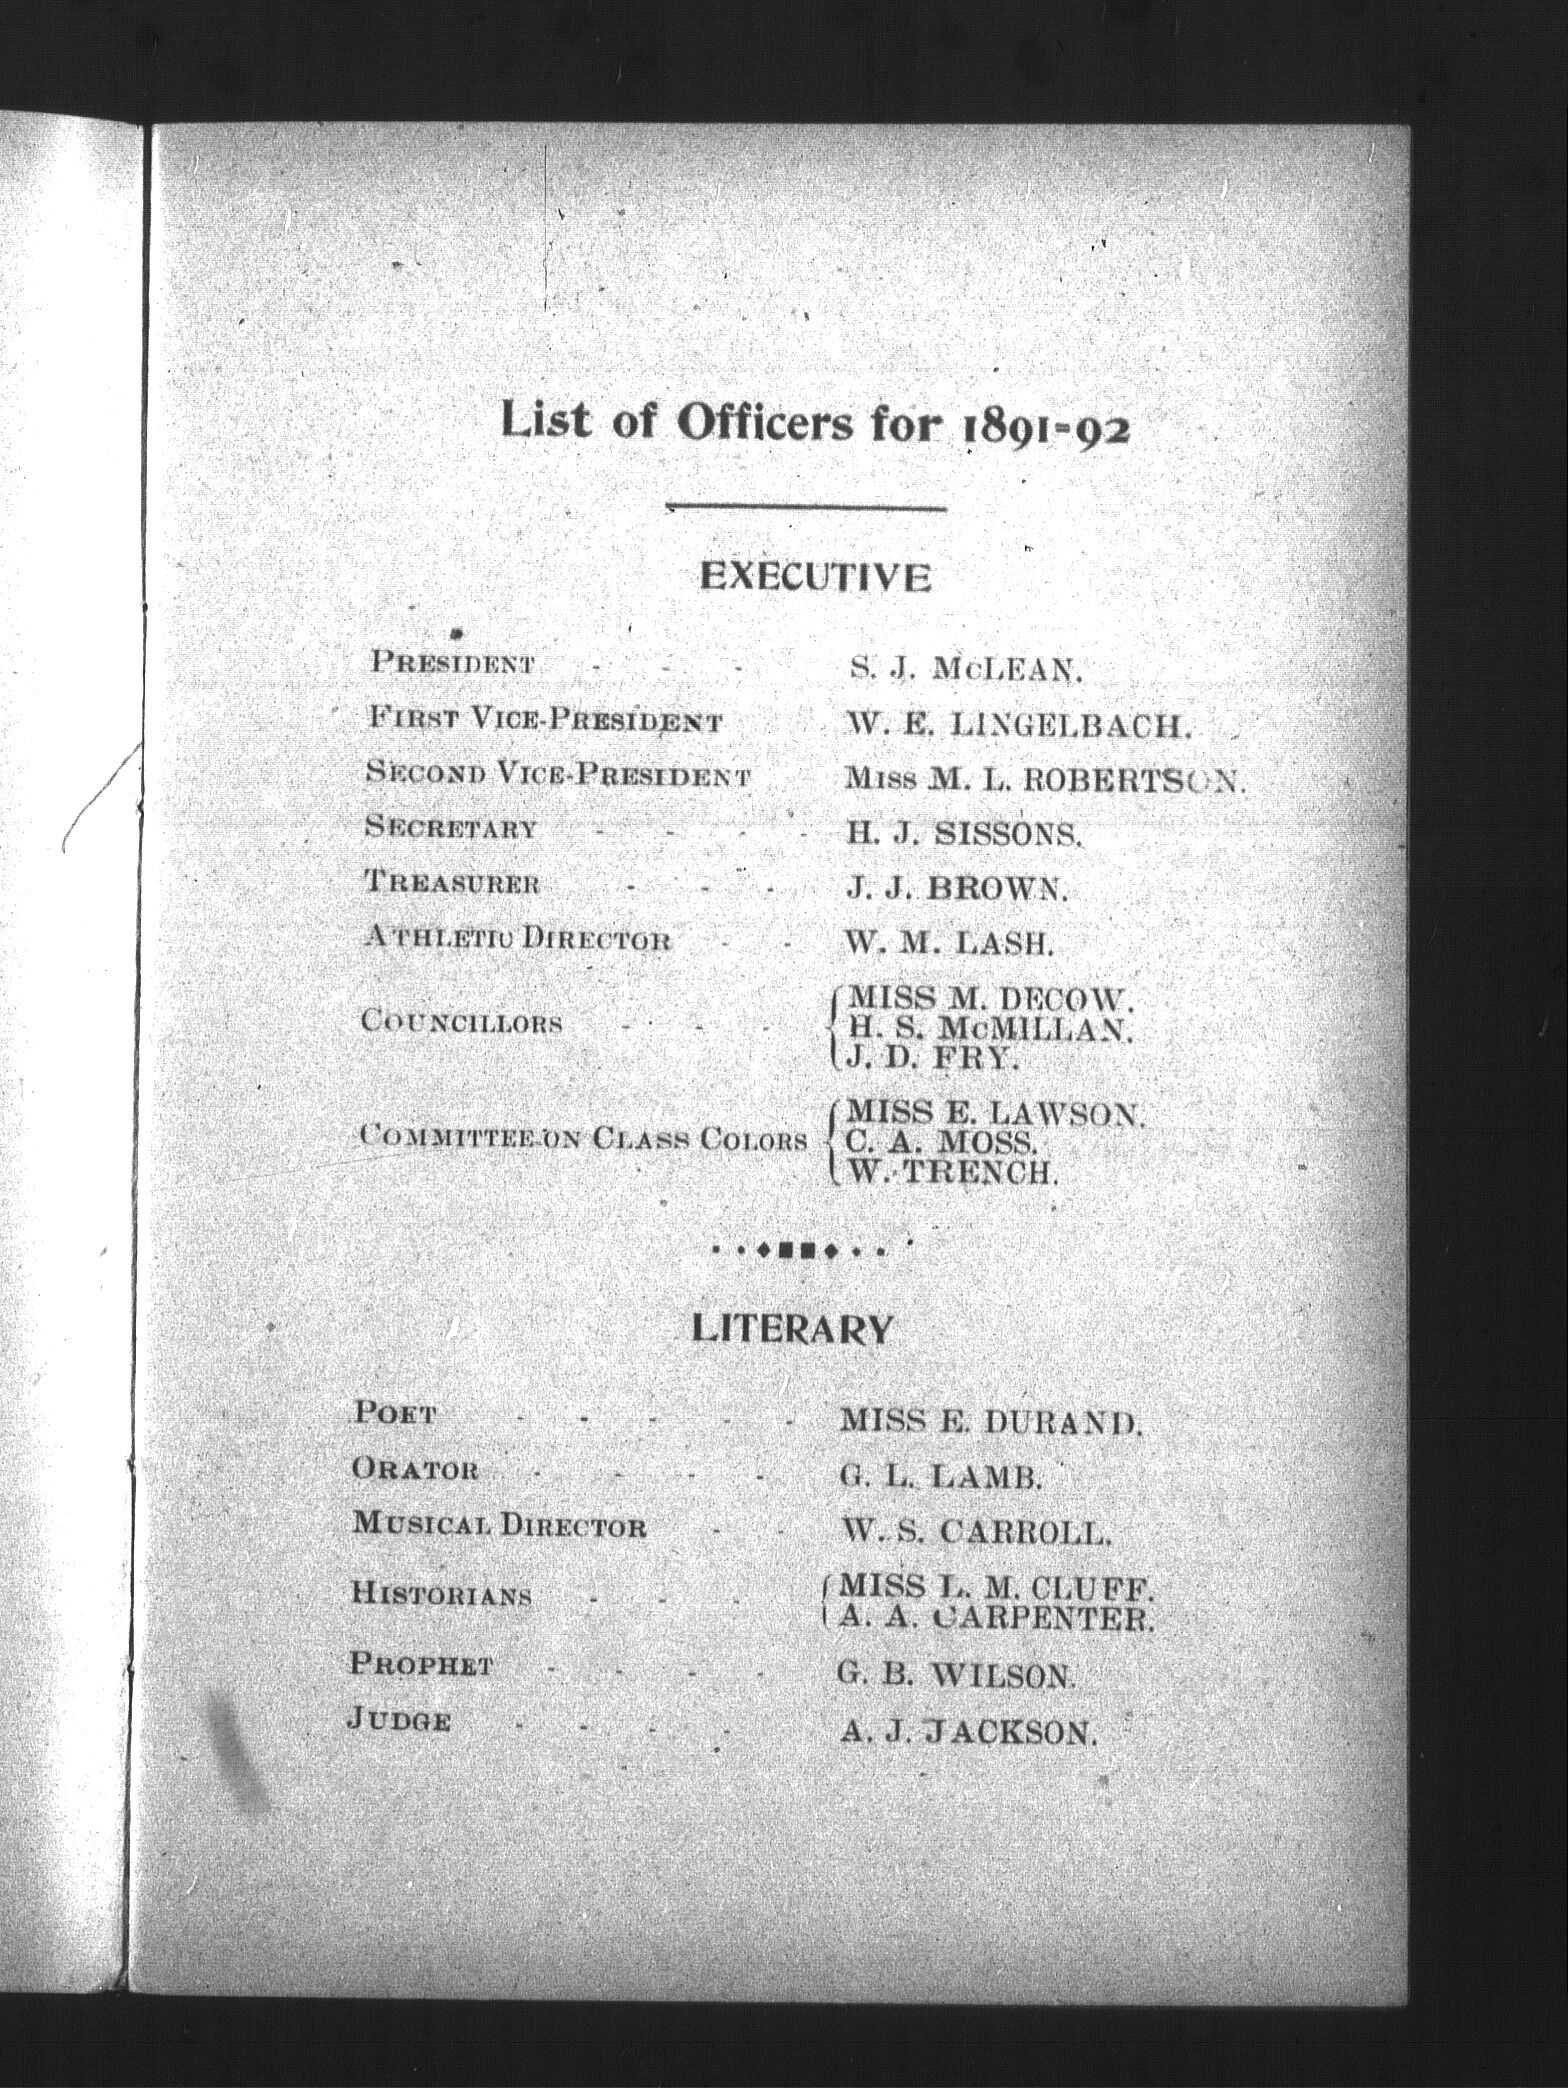 List of Officers for 1891-92
EXECUTIVE
PRESIDENT - - - S. J. McLEAN.
FIRST VICE-PRESIDENT W. E. LINGELBACH.
SECOND VICE-PRESIDENT MISS M. L. ROBERTSON.
SECRETARY - - - - H. J. SISSONS.
TREASURER - - - J. J. BROWN.
ATHLETIC DIRECTOR - - W. M. LASH.
MISS M. DECOW.
COUNCILLORS - - - H. S. McMILLAN.
J. D. FRY.
MISS E. LAWSON.
COMMITTEE ON CLASS COLORS C. A. MOSS.
W. TRENCH.
LITERARY
POET - - - - - MISS E. DURAND.
ORATOR - - - - G. L. LAMB.
MUSICAL DIRECTOR - - W. S. CARROLL.
HISTORIANS - - - MISS L. M. CLUFF.
A. A. CARPENTER.
PROPHET - - - - G. B. WILSON.
JUDGE - - - - A. J. JACKSON.